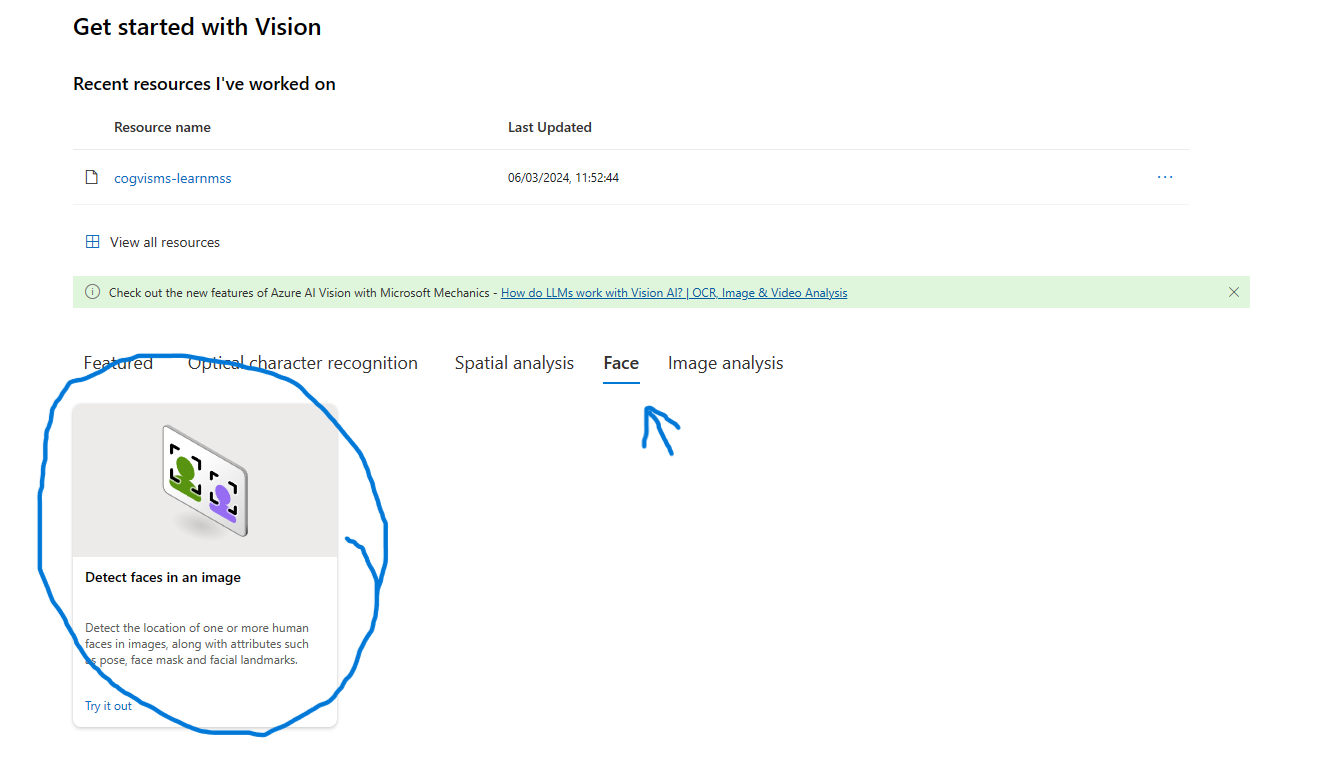 Get started with Vision
Recent resources I've worked on
Resource name Last Updated
cogvisms-learnmss 06/03/2024, 11:52:44 ...
View all resources
Check out the new features of Azure AI Vision with Microsoft Mechanics - How do LLMs work with Vision AI? | OCR, Image & Video Analysis
Featured Optical character recognition Spatial analysis Face Image analysis
Detect faces in an image
Detect the location of one or more human
faces in images, along with attributes such
as pose, face mask and facial landmarks.
Try it out